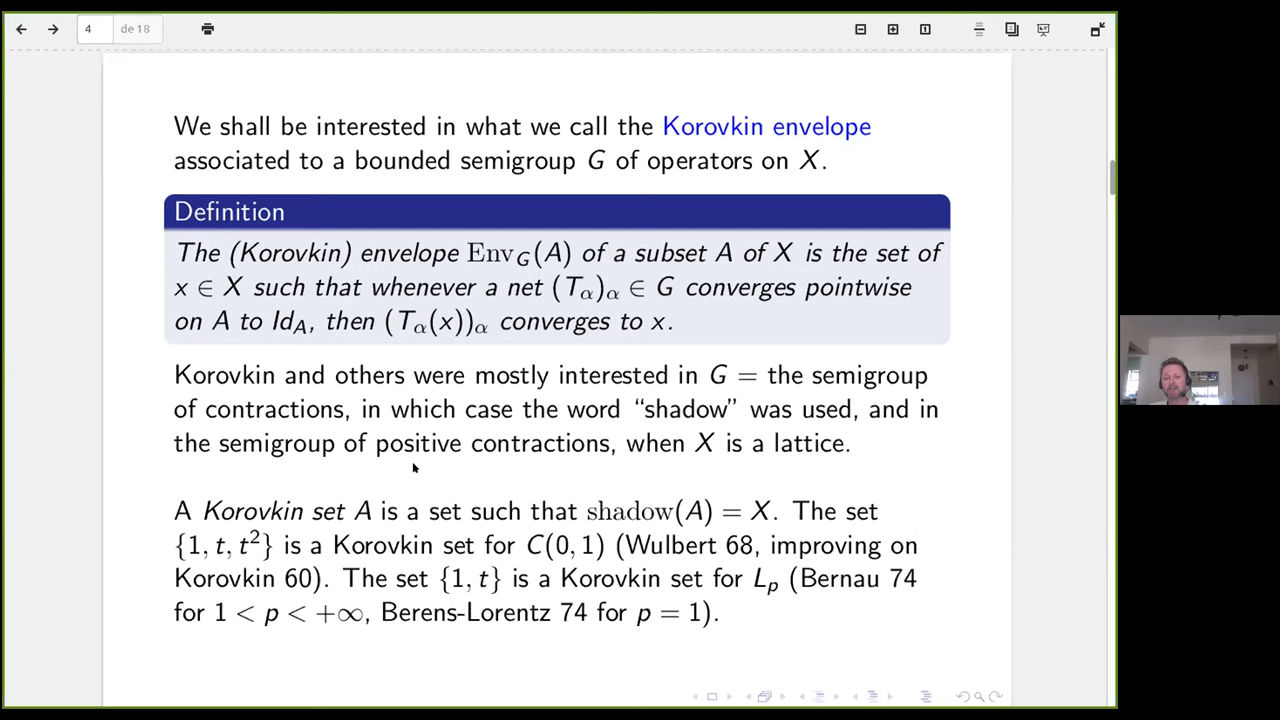 4 de 18
We shall be interested in what we call the Korovkin envelope
associated to a bounded semigroup G of operators on X.
Definition
The (Korovkin) envelope Env_G(A) of a subset A of X is the set of
x ∈ X such that whenever a net (T_α)_α ∈ G converges pointwise
on A to Id_A, then (T_α(x))_α converges to x.
Korovkin and others were mostly interested in G = the semigroup
of contractions, in which case the word “shadow” was used, and in
the semigroup of positive contractions, when X is a lattice.
A Korovkin set A is a set such that shadow(A) = X. The set
{1, t, t²} is a Korovkin set for C(0, 1) (Wulbert 68, improving on
Korovkin 60). The set {1, t} is a Korovkin set for L_p (Bernau 74
for 1 < p < +∞, Berens-Lorentz 74 for p = 1).